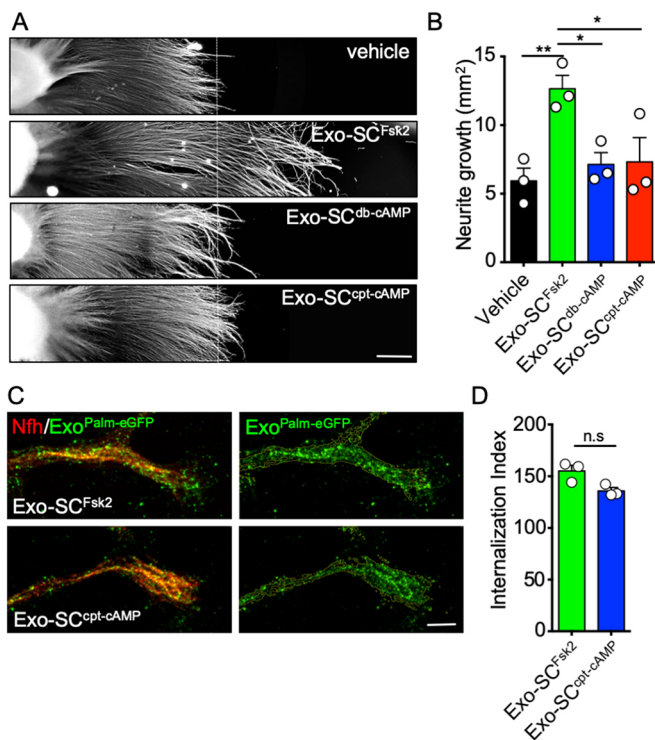 A
vehicle
Exo-SCFsk2
Exo-SCdb-cAMP
Exo-SCcpt-cAMP
B
Neurite growth (mm2)
15
10
5
0
**
*
*
Vehicle
Exo-SCFsk2
Exo-SCdb-cAMP
Exo-SCcpt-cAMP
C
Nfh/ExoPalm-eGFP
ExoPalm-eGFP
Exo-SCFsk2
Exo-SCcpt-cAMP
D
Internalization Index
200
150
100
50
0
n.s
Exo-SCFsk2
Exo-SCcpt-cAMP